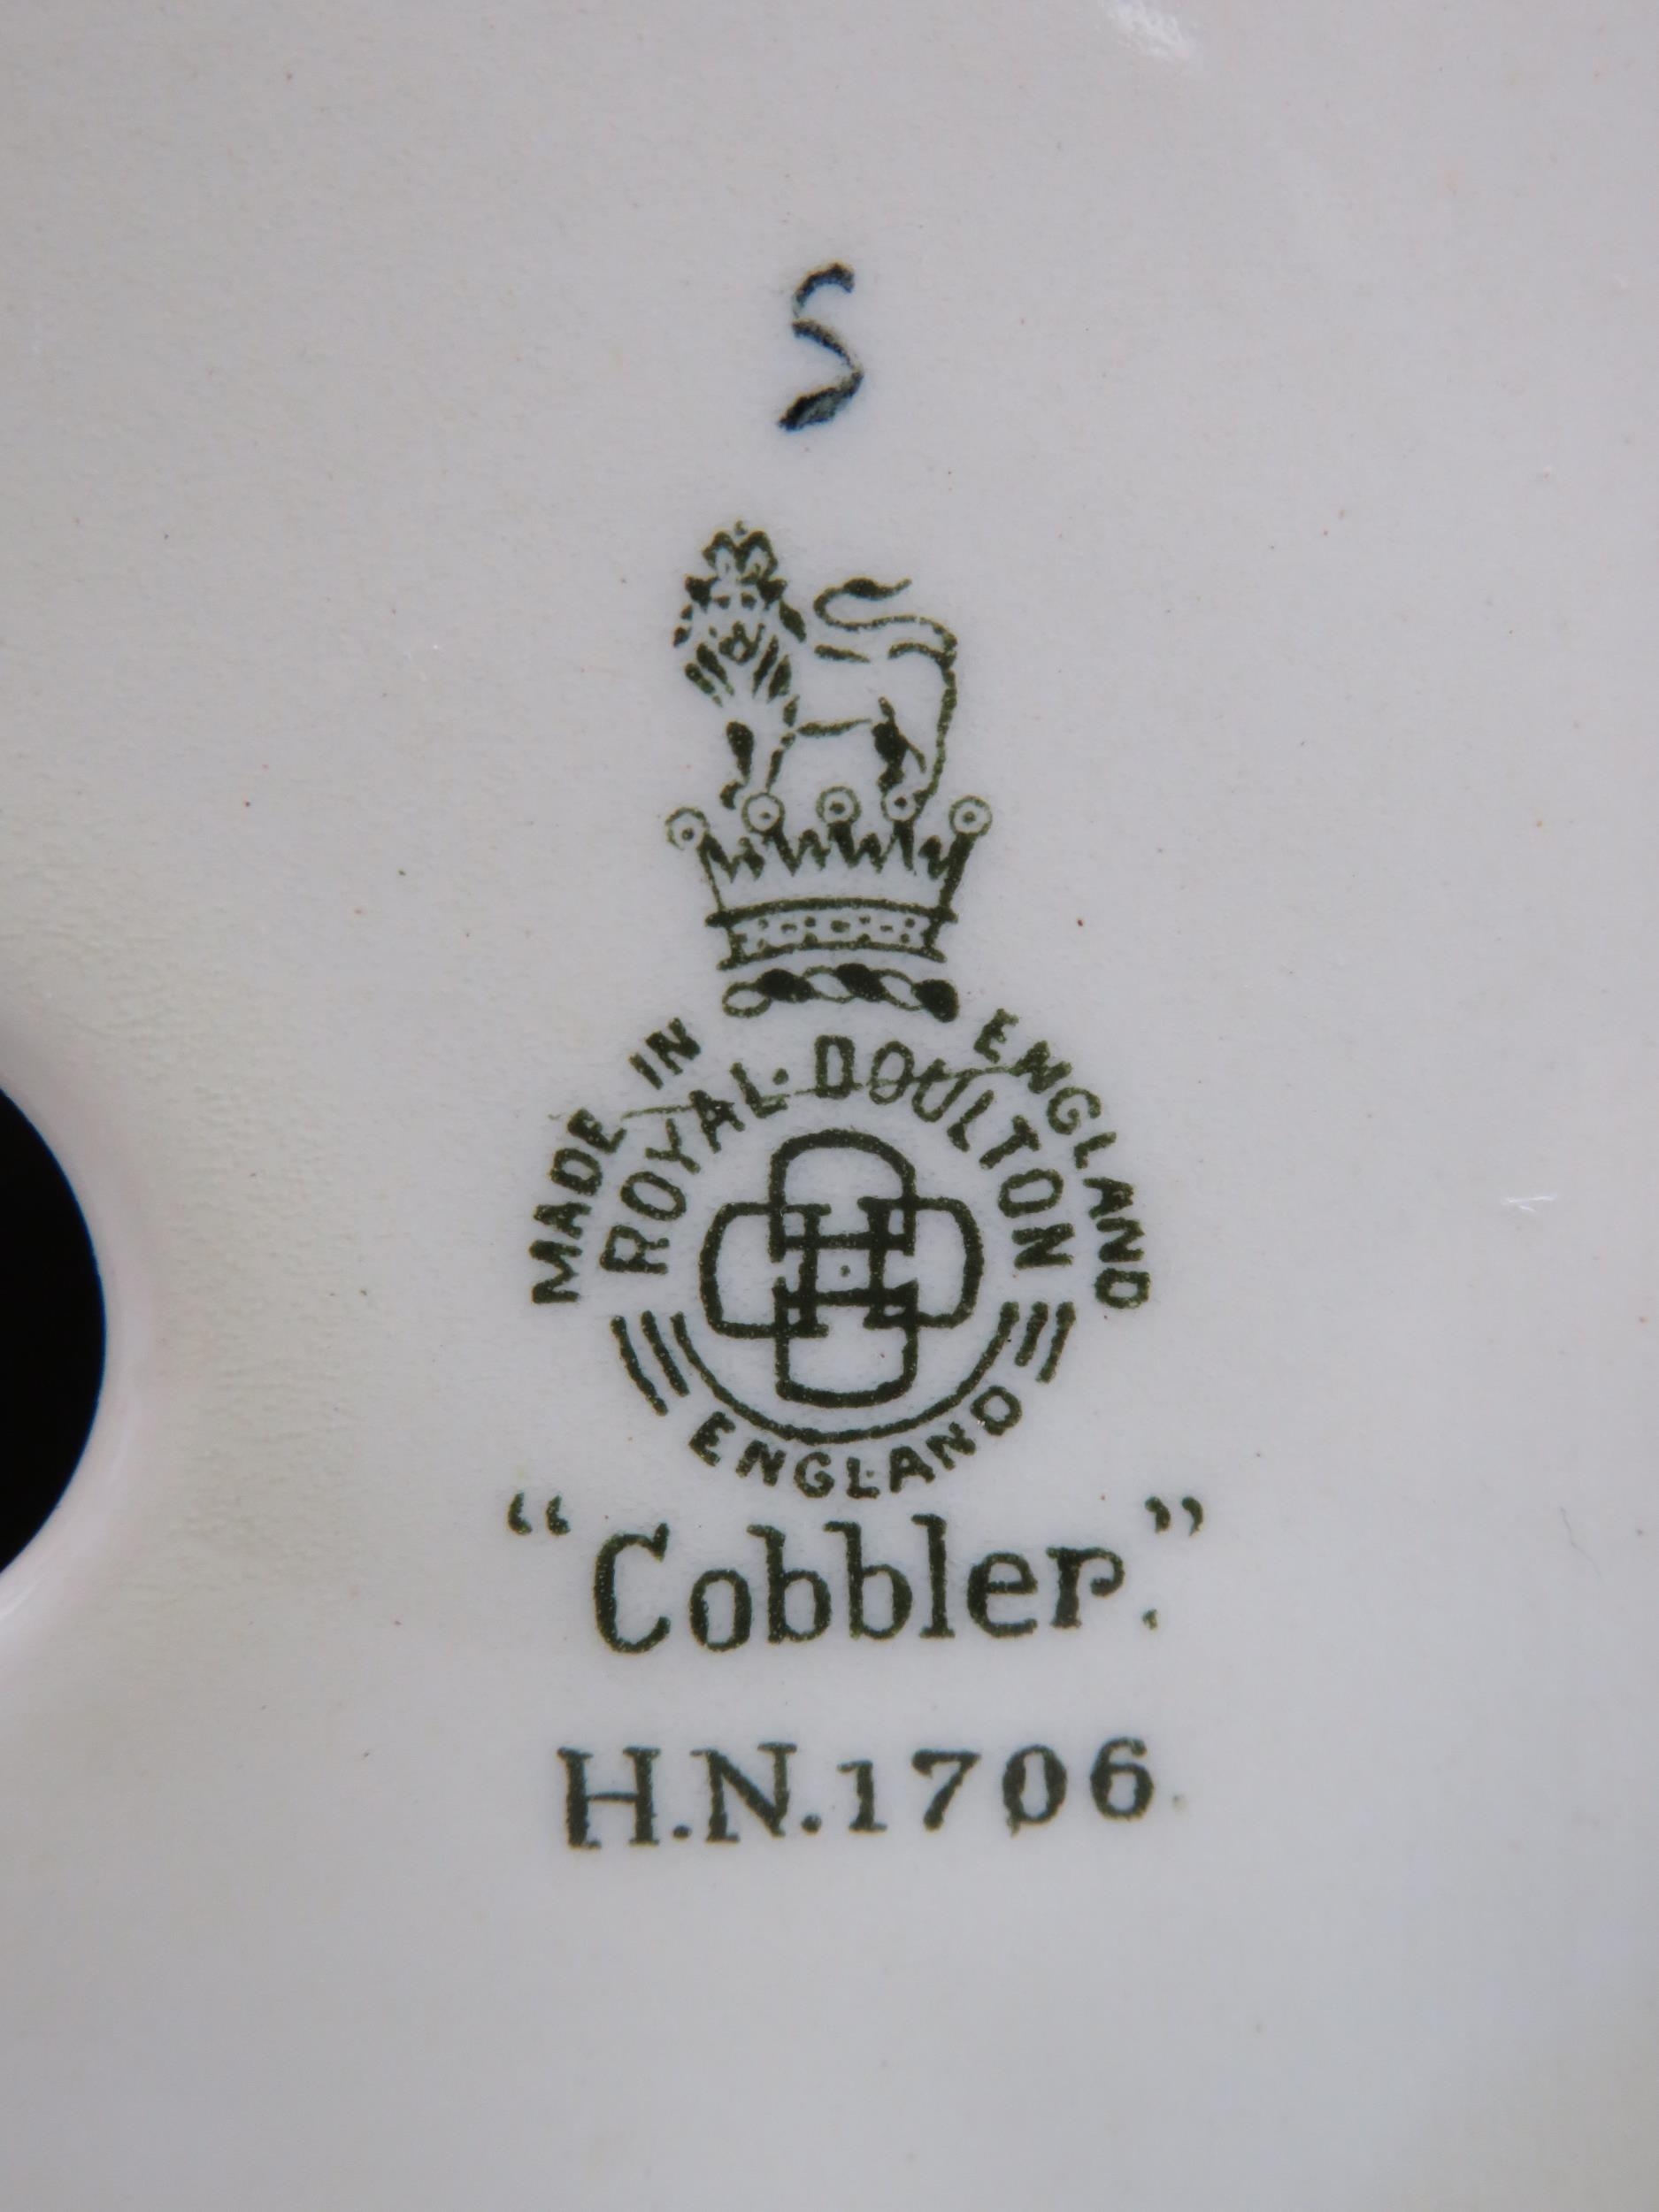 S
MADE IN ENGLAND
ROYAL·DOULTON
ENGLAND
“Cobbler.”
H.N.1706.